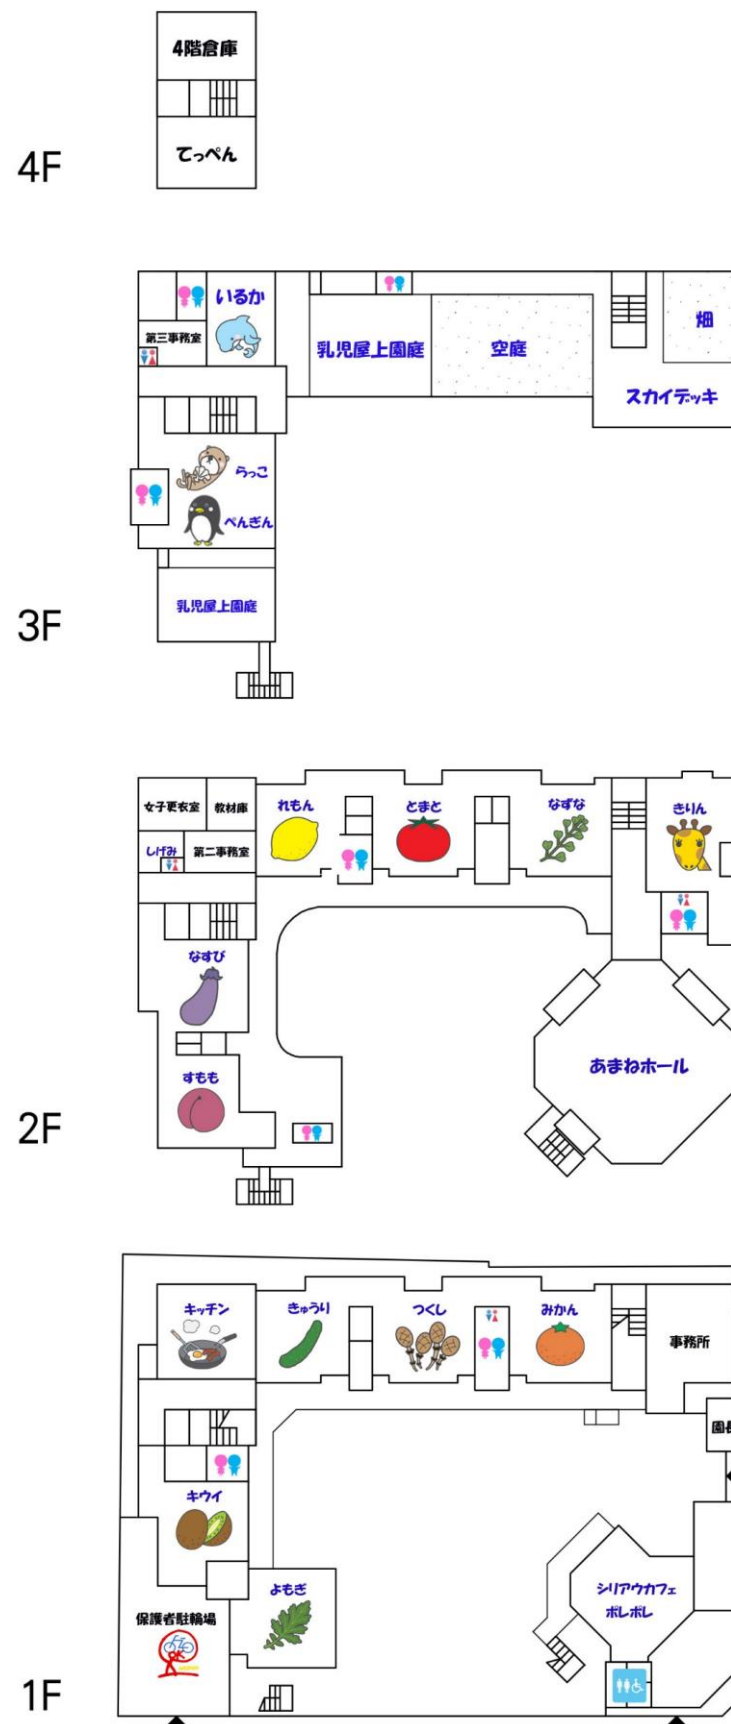 4階倉庫
てっぺん
4F
いるか
第三事務室
乳児屋上園庭
空庭
畑
スカイデッキ
らっこ
ぺんぎん
乳児屋上園庭
3F
女子更衣室
教材庫
れもん
とまと
なずな
きりん
しげみ
第二事務室
なすび
すもも
あまねホール
2F
キッチン
きゅうり
つくし
みかん
事務所
園長
キウイ
よもぎ
シリアウカフェ
ポレポレ
保護者駐輪場
1F